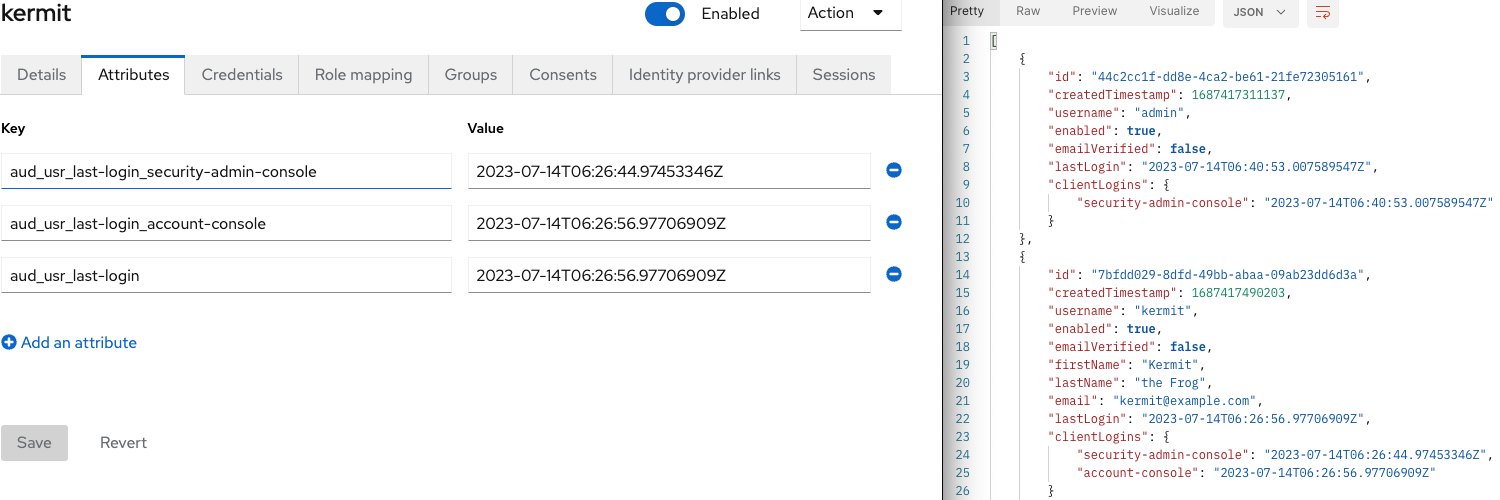 kermit
Enabled
Action
Details Attributes Credentials Role mapping Groups Consents Identity provider links Sessions
Key Value
aud_usr_last-login_security-admin-console 2023-07-14T06:26:44.97453346Z
aud_usr_last-login_account-console 2023-07-14T06:26:56.97706909Z
aud_usr_last-login 2023-07-14T06:26:56.97706909Z
Add an attribute
Save Revert
Pretty Raw Preview Visualize JSON
1 [
2 {
3 "id": "44c2cc1f-dd8e-4ca2-be61-21fe72305161",
4 "createdTimestamp": 1687417311137,
5 "username": "admin",
6 "enabled": true,
7 "emailVerified": false,
8 "lastLogin": "2023-07-14T06:40:53.007589547Z",
9 "clientLogins": {
10 "security-admin-console": "2023-07-14T06:40:53.007589547Z"
11 }
12 },
13 {
14 "id": "7bfdd029-8dfd-49bb-abaa-09ab23dd6d3a",
15 "createdTimestamp": 1687417490203,
16 "username": "kermit",
17 "enabled": true,
18 "emailVerified": false,
19 "firstName": "Kermit",
20 "lastName": "the Frog",
21 "email": "kermit@example.com",
22 "lastLogin": "2023-07-14T06:26:56.97706909Z",
23 "clientLogins": {
24 "security-admin-console": "2023-07-14T06:26:44.97453346Z",
25 "account-console": "2023-07-14T06:26:56.97706909Z"
26 }